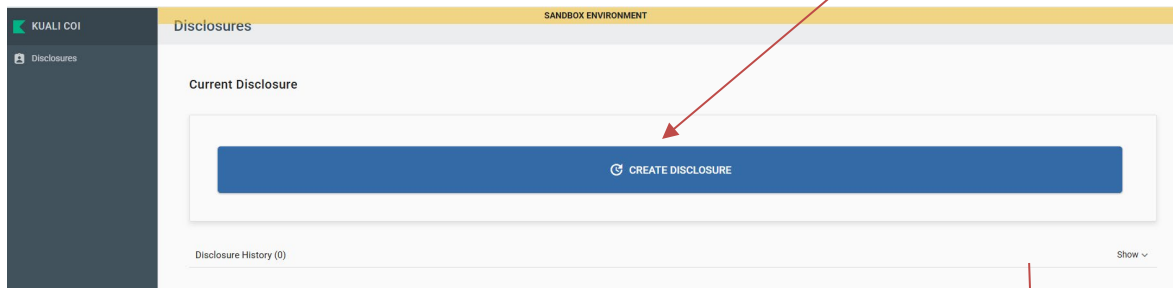 SANDBOX ENVIRONMENT
KUALI COI
Disclosures
Disclosures
Current Disclosure
CREATE DISCLOSURE
Disclosure History (0) Show